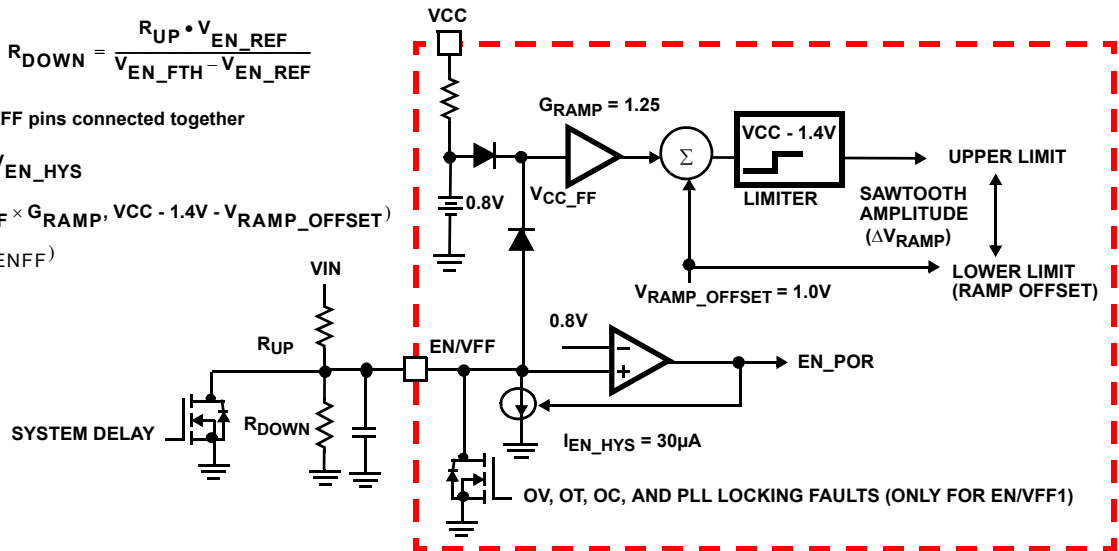 R_DOWN = R_UP • V_EN_REF / V_EN_FTH – V_EN_REF
FF pins connected together
V_EN_HYS
F × G_RAMP, VCC - 1.4V - V_RAMP_OFFSET)
ENFF)
VCC
G_RAMP = 1.25
Σ
VCC - 1.4V
LIMITER
UPPER LIMIT
0.8V
V_CC_FF
SAWTOOTH
AMPLITUDE
(ΔV_RAMP)
LOWER LIMIT
(RAMP OFFSET)
V_RAMP_OFFSET = 1.0V
VIN
R_UP
EN/VFF
0.8V
−
+
EN_POR
SYSTEM DELAY
R_DOWN
I_EN_HYS = 30µA
OV, OT, OC, AND PLL LOCKING FAULTS (ONLY FOR EN/VFF1)